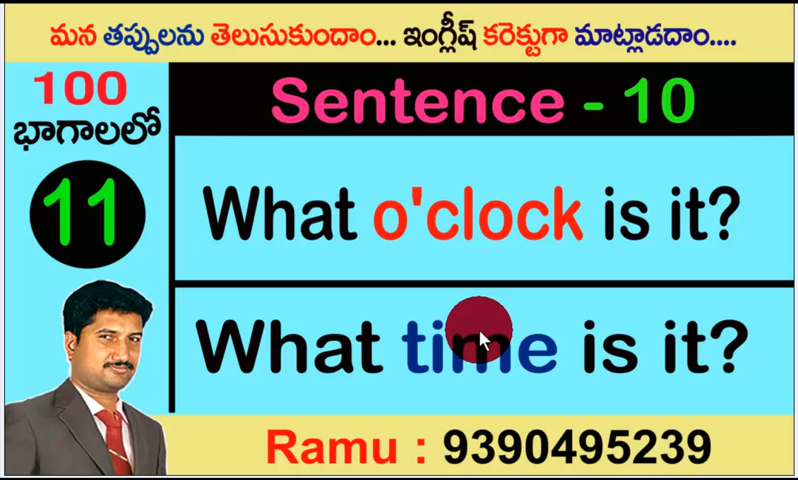 మన తప్పులను తెలుసుకుందాం... ఇంగ్లీష్ కరెక్టుగా మాట్లాడదాం....
100
భాగాలలో
11
Sentence - 10
What o'clock is it?
What time is it?
Ramu : 9390495239